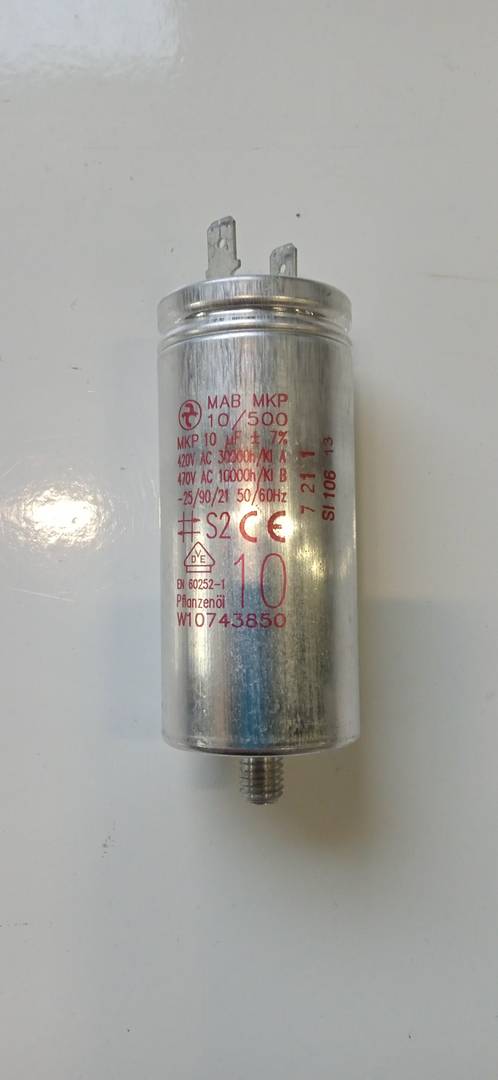 MAB MKP
10/500
MKP 10 µF ± 7%
420V AC 30000h/Kl A
470V AC 10000h/Kl B
-25/90/21 50/60Hz
S2 CE
VDE
10
EN 60252-1
Pflanzenöl
W10743850
7 21 1
SI 106 13